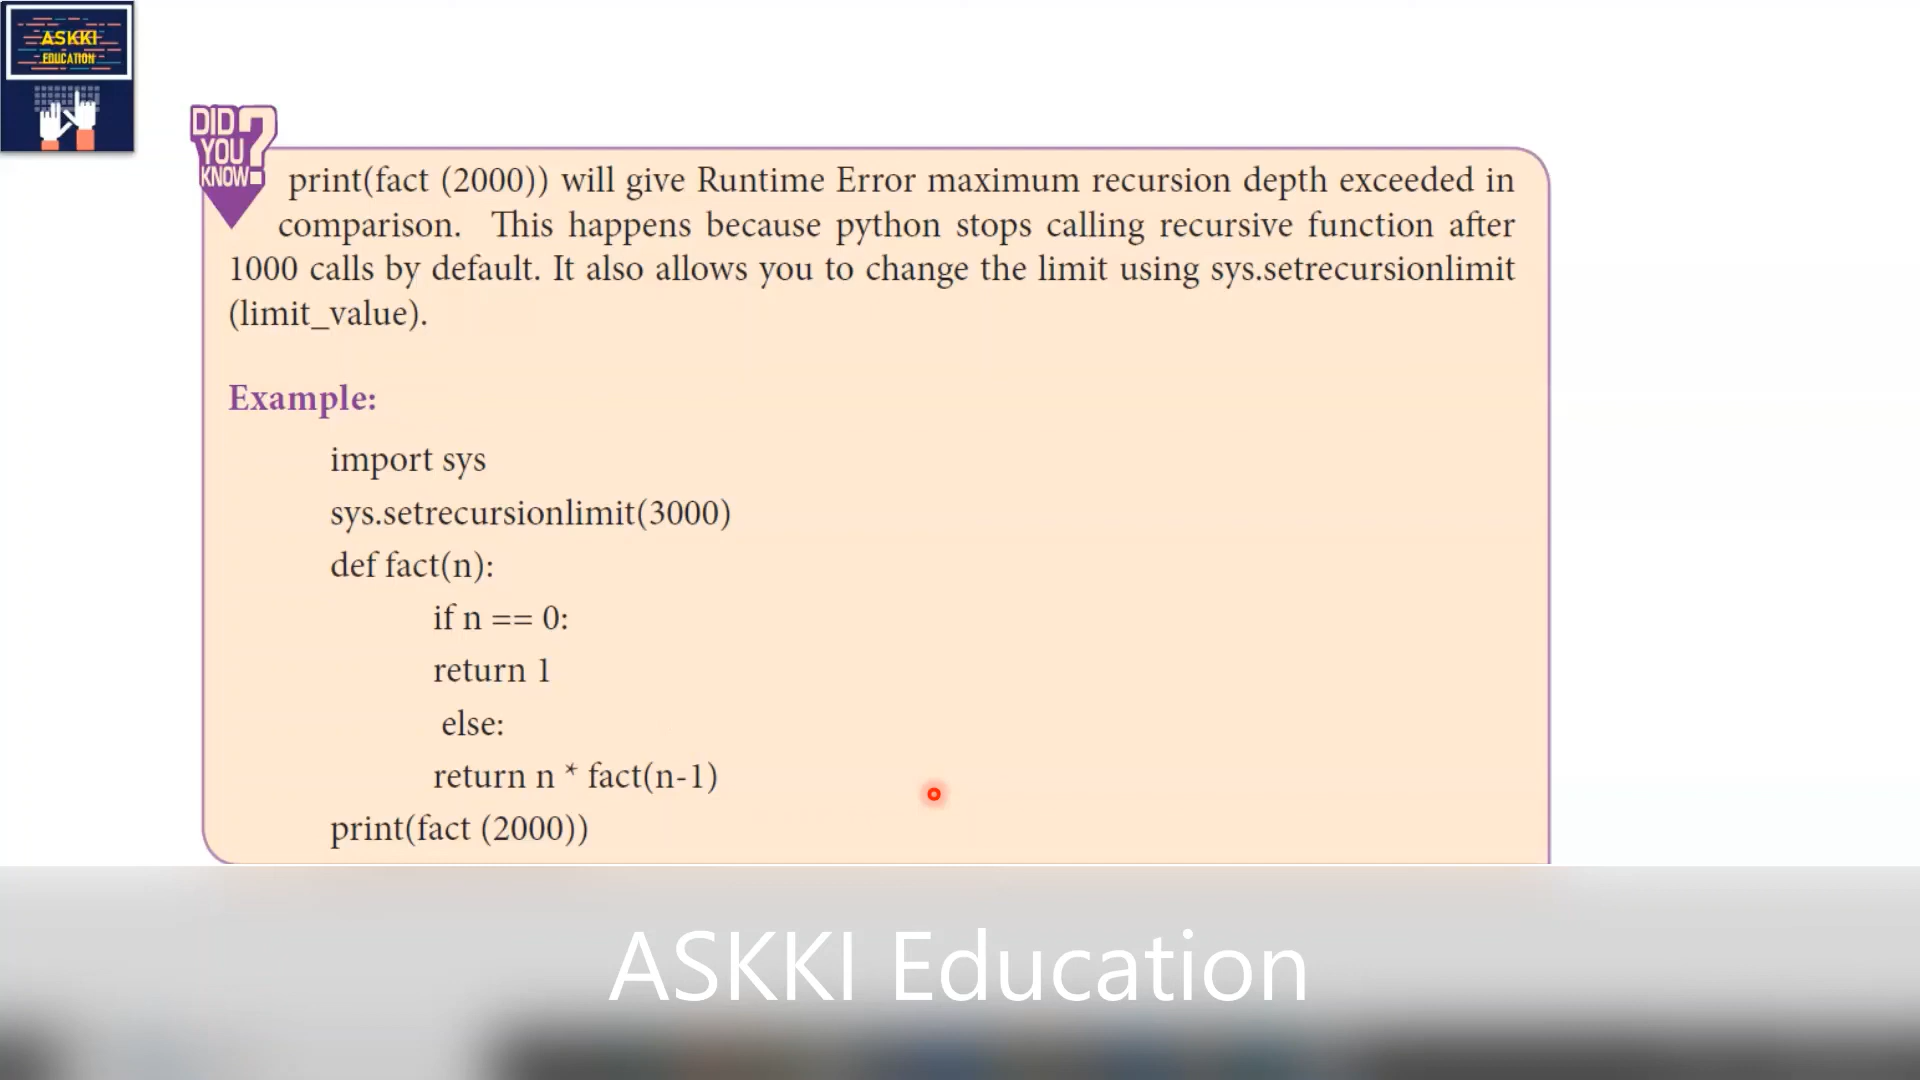 ASKKI
EDUCATION
DID
YOU
KNOW?
print(fact (2000)) will give Runtime Error maximum recursion depth exceeded in
comparison. This happens because python stops calling recursive function after
1000 calls by default. It also allows you to change the limit using sys.setrecursionlimit
(limit_value).
Example:
import sys
sys.setrecursionlimit(3000)
def fact(n):
if n == 0:
return 1
else:
return n * fact(n-1)
print(fact (2000))
ASKKI Education